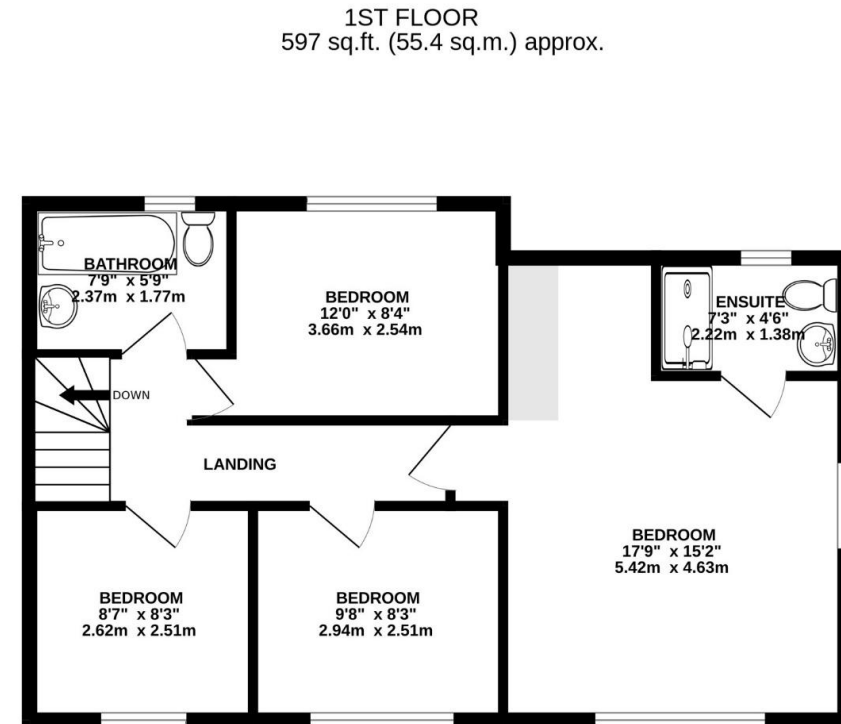 1ST FLOOR
597 sq.ft. (55.4 sq.m.) approx.
BATHROOM
7'9" x 5'9"
2.37m x 1.77m
BEDROOM
12'0" x 8'4"
3.66m x 2.54m
ENSUITE
7'3" x 4'6"
2.22m x 1.38m
DOWN
LANDING
BEDROOM
17'9" x 15'2"
5.42m x 4.63m
BEDROOM
8'7" x 8'3"
2.62m x 2.51m
BEDROOM
9'8" x 8'3"
2.94m x 2.51m